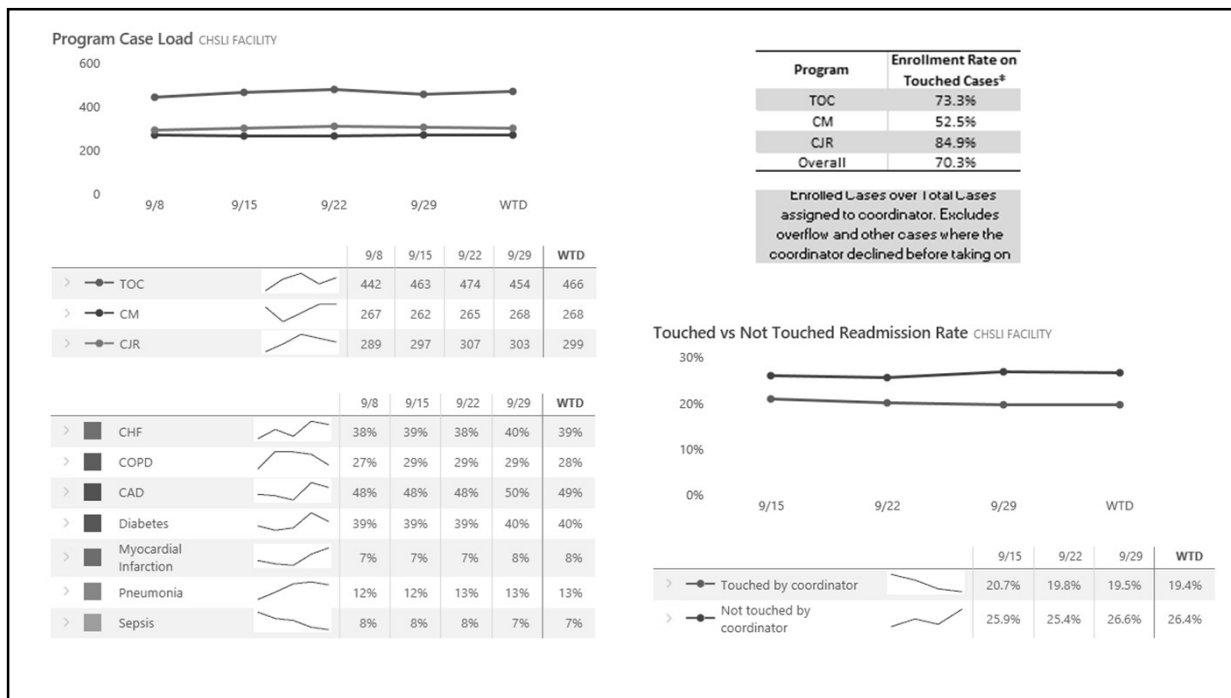 Program Case Load CHSLI FACILITY
600
400
200
0
9/8 9/15 9/22 9/29 WTD
9/8 9/15 9/22 9/29 WTD
TOC 442 463 474 454 466
CM 267 262 265 268 268
CJR 289 297 307 303 299
9/8 9/15 9/22 9/29 WTD
CHF 38% 39% 38% 40% 39%
COPD 27% 29% 29% 29% 28%
CAD 48% 48% 48% 50% 49%
Diabetes 39% 39% 39% 40% 40%
Myocardial
Infarction 7% 7% 7% 8% 8%
Pneumonia 12% 12% 13% 13% 13%
Sepsis 8% 8% 8% 7% 7%
Program Enrollment Rate on
Touched Cases*
TOC 73.3%
CM 52.5%
CJR 84.9%
Overall 70.3%
Enrolled Cases over Total Cases
assigned to coordinator. Excludes
overflow and other cases where the
coordinator declined before taking on
Touched vs Not Touched Readmission Rate CHSLI FACILITY
30%
20%
10%
0%
9/15 9/22 9/29 WTD
9/15 9/22 9/29 WTD
Touched by coordinator 20.7% 19.8% 19.5% 19.4%
Not touched by
coordinator 25.9% 25.4% 26.6% 26.4%